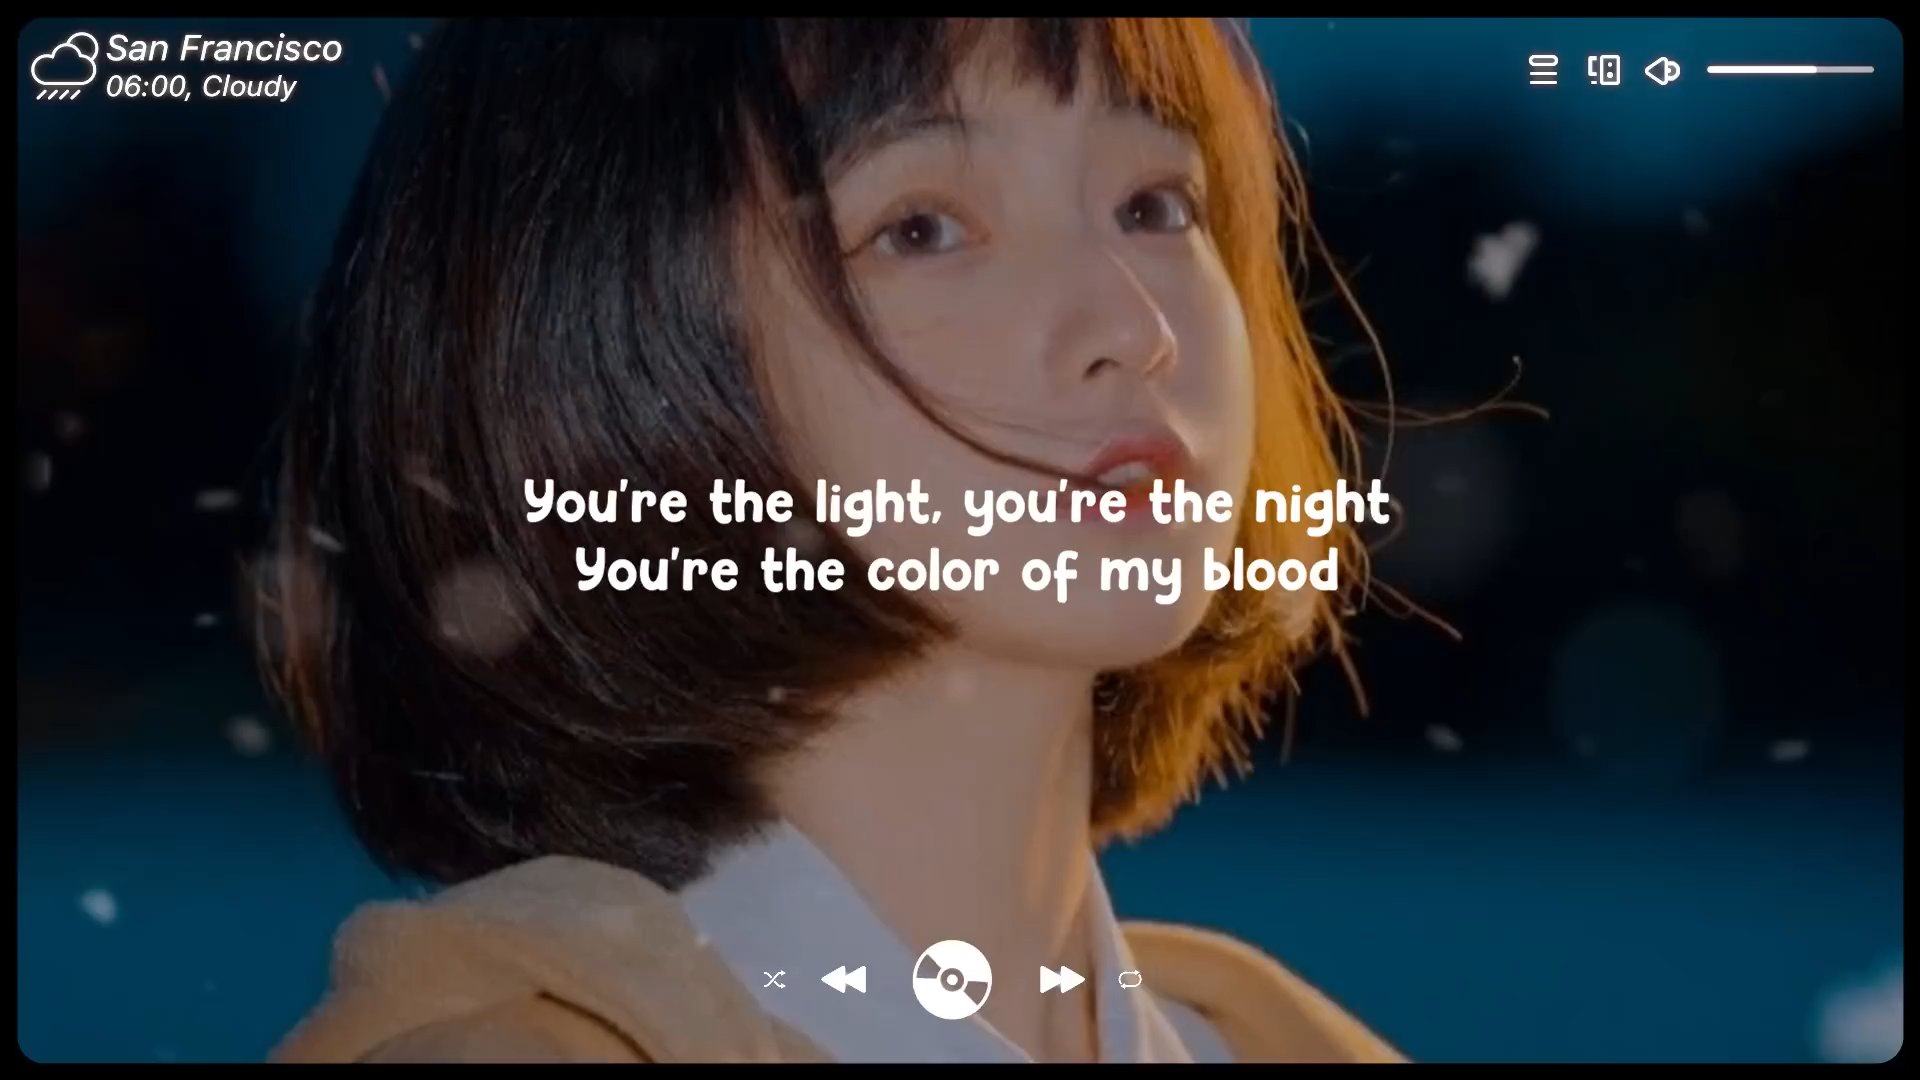 San Francisco
06:00, Cloudy
You're the light, you're the night
You're the color of my blood